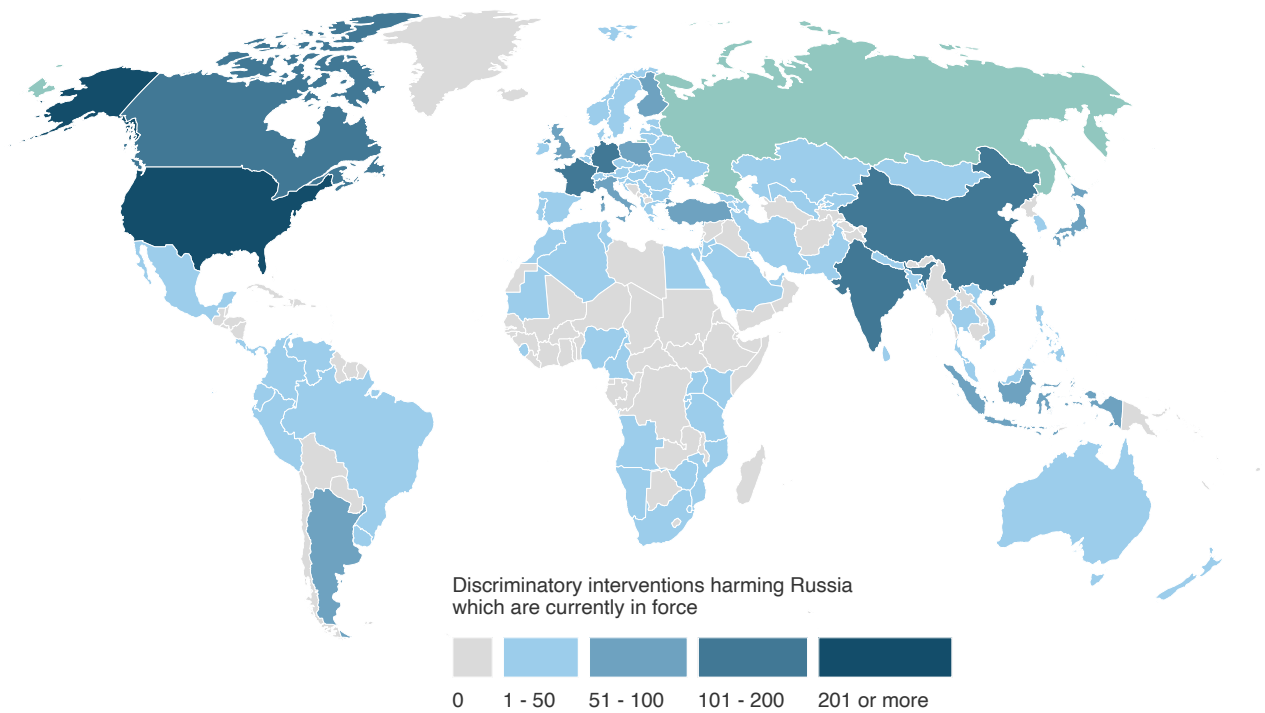 Discriminatory interventions harming Russia
which are currently in force
0
1 - 50
51 - 100
101 - 200
201 or more